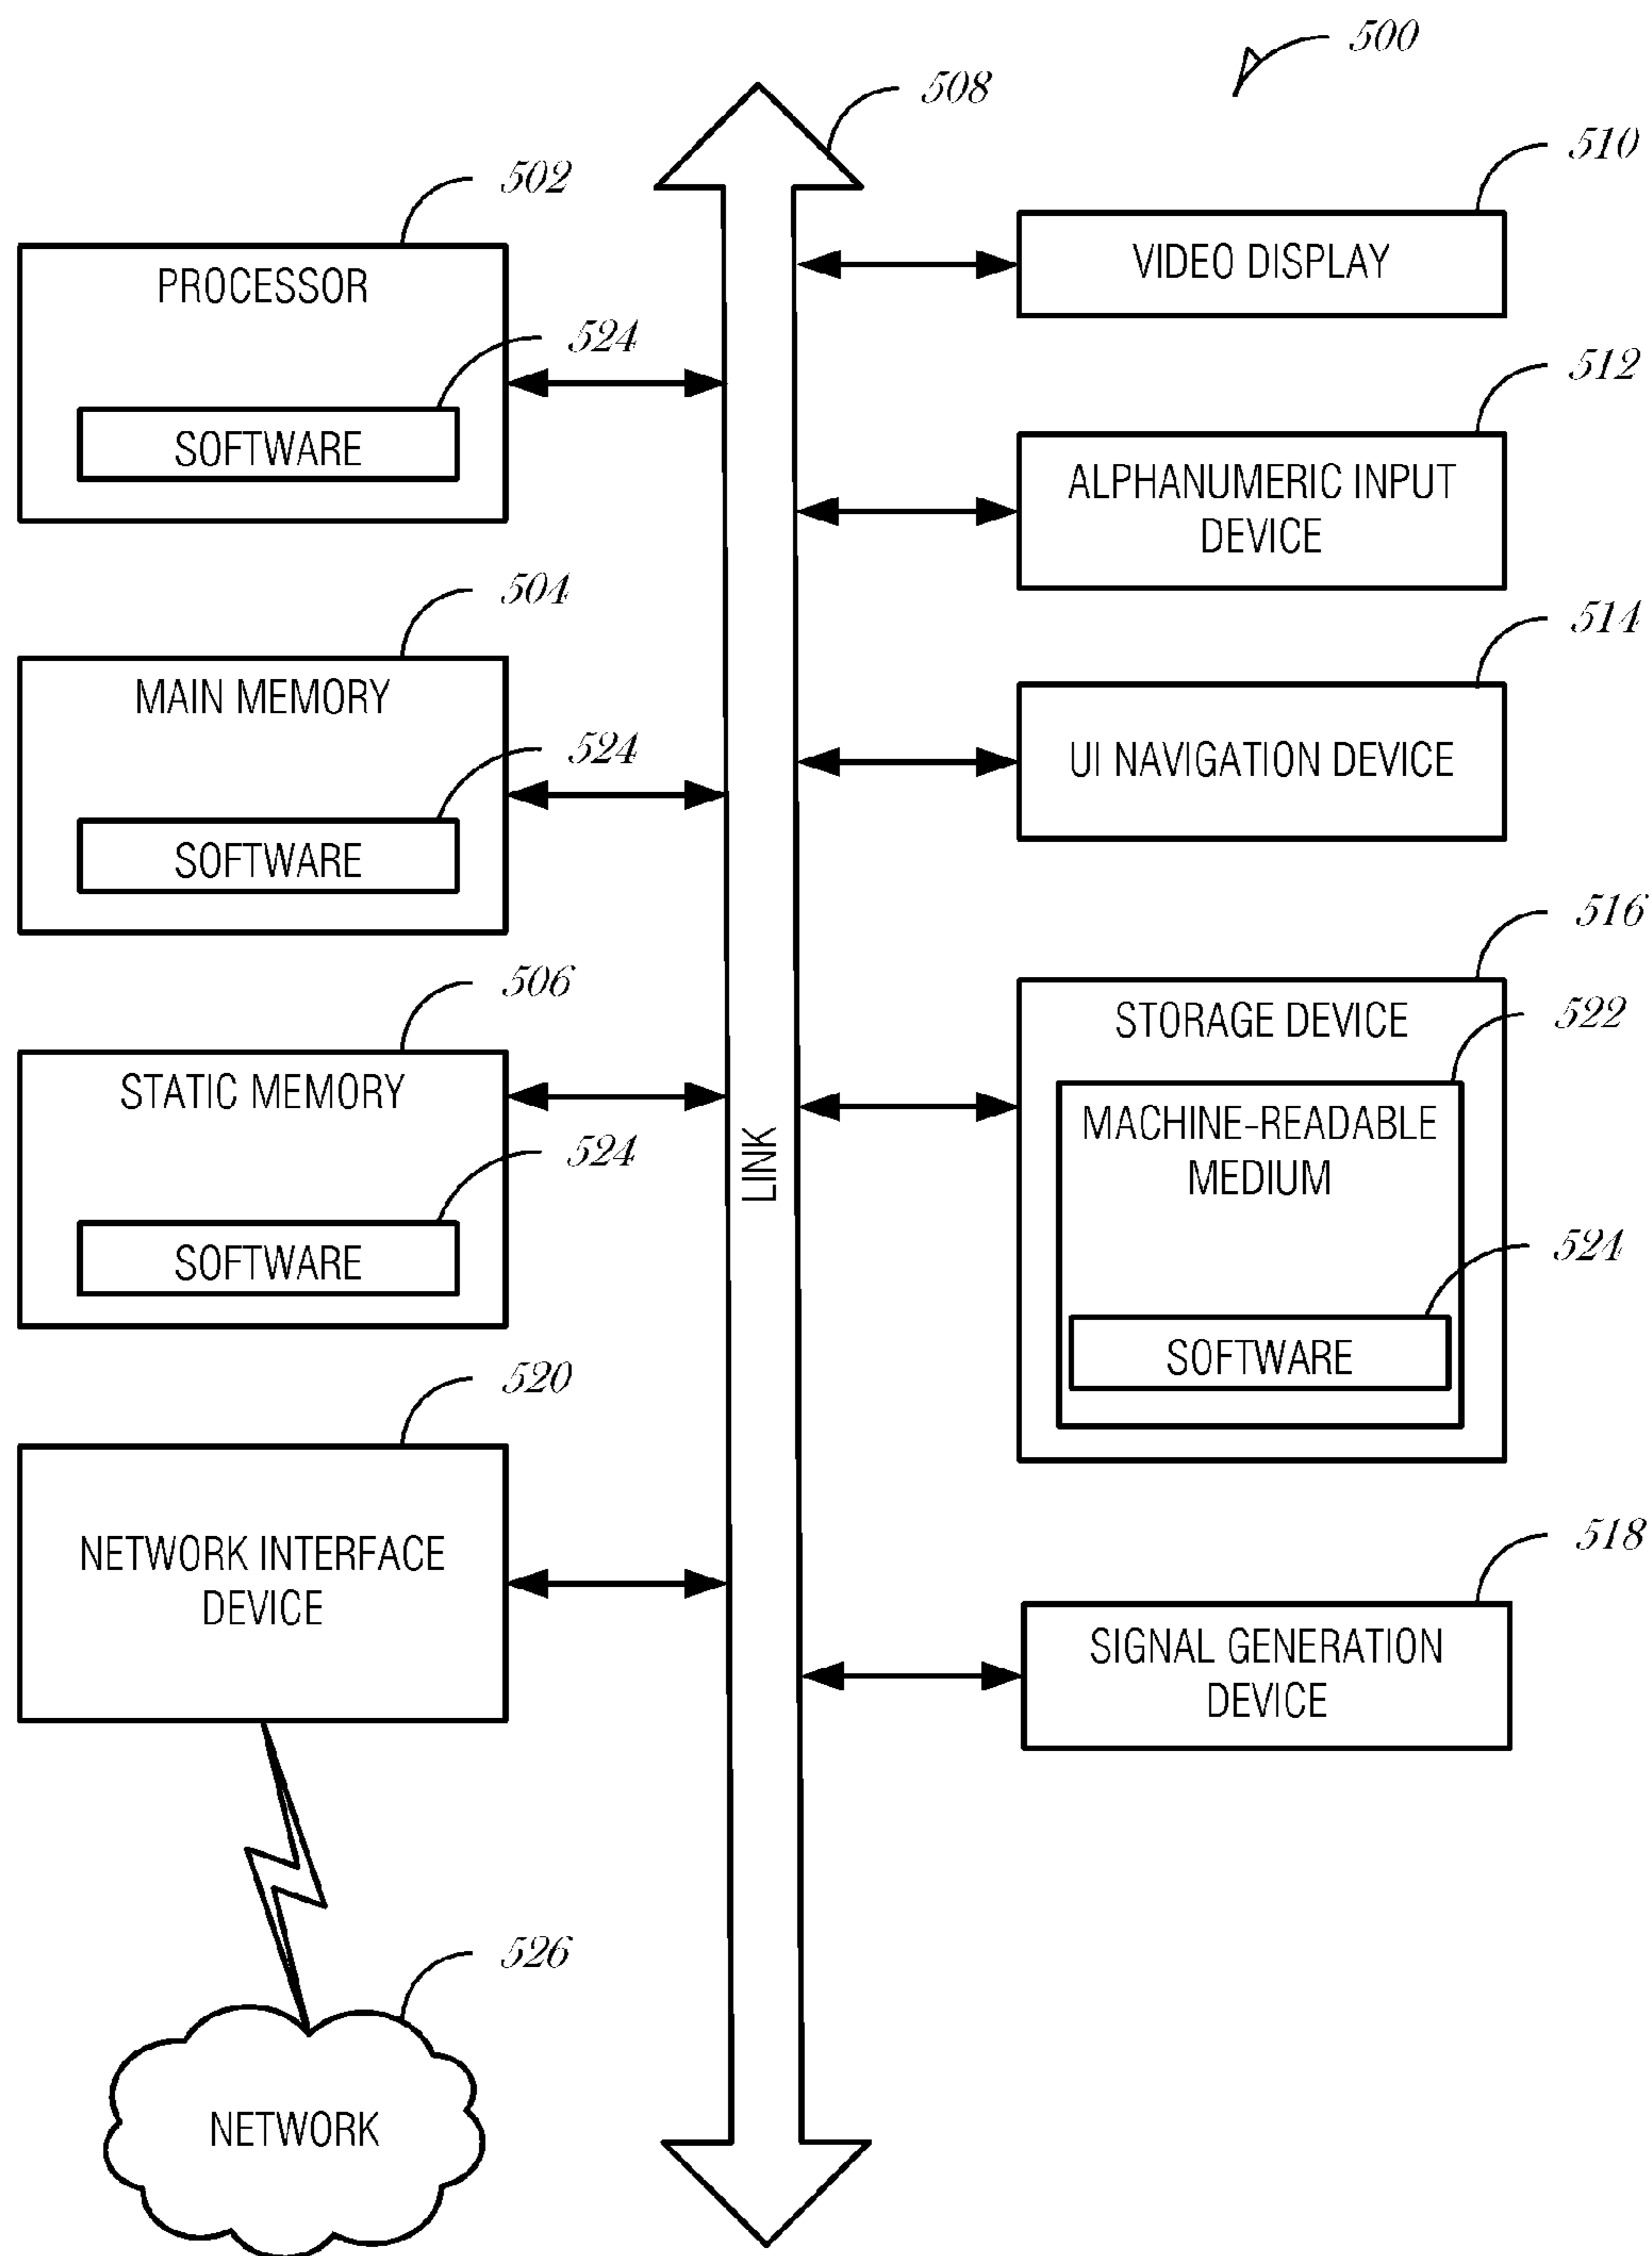 500
508
510
502
VIDEO DISPLAY
PROCESSOR
524
SOFTWARE
512
ALPHANUMERIC INPUT
DEVICE
504
MAIN MEMORY
524
SOFTWARE
514
UI NAVIGATION DEVICE
506
STATIC MEMORY
524
SOFTWARE
LINK
516
STORAGE DEVICE
522
MACHINE-READABLE
MEDIUM
524
SOFTWARE
520
NETWORK INTERFACE
DEVICE
518
SIGNAL GENERATION
DEVICE
526
NETWORK